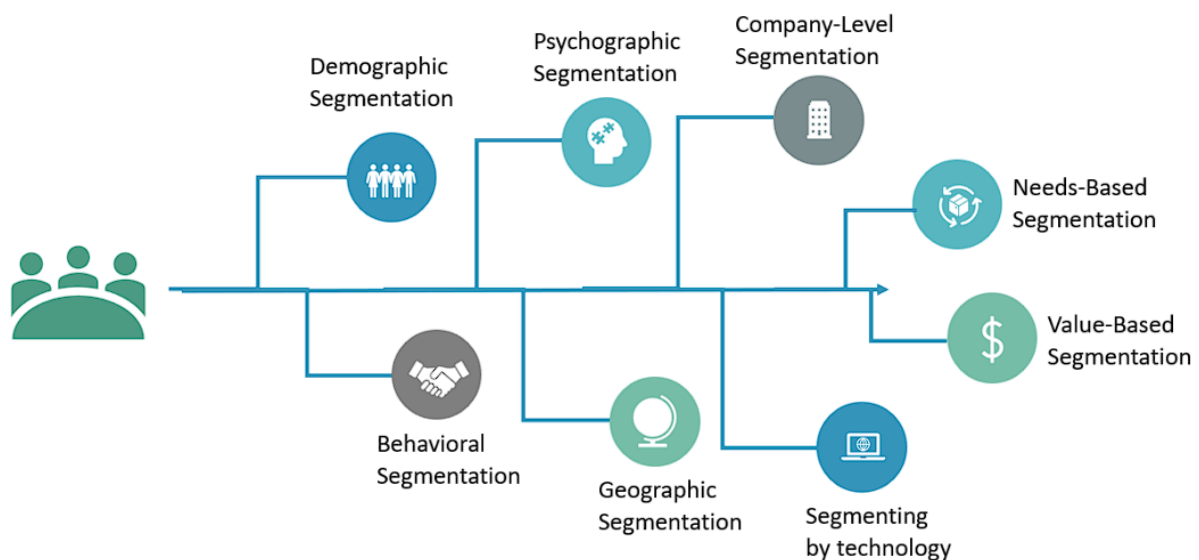 Demographic
Segmentation
Psychographic
Segmentation
Company-Level
Segmentation
Needs-Based
Segmentation
Value-Based
Segmentation
$
Behavioral
Segmentation
Geographic
Segmentation
Segmenting
by technology